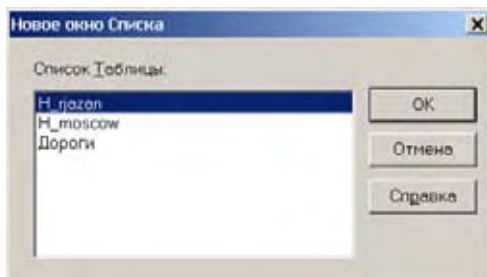 Новое окно Списка
Список Таблицы:
H_rjazan
H_moscow
Дороги
OK
Отмена
Справка